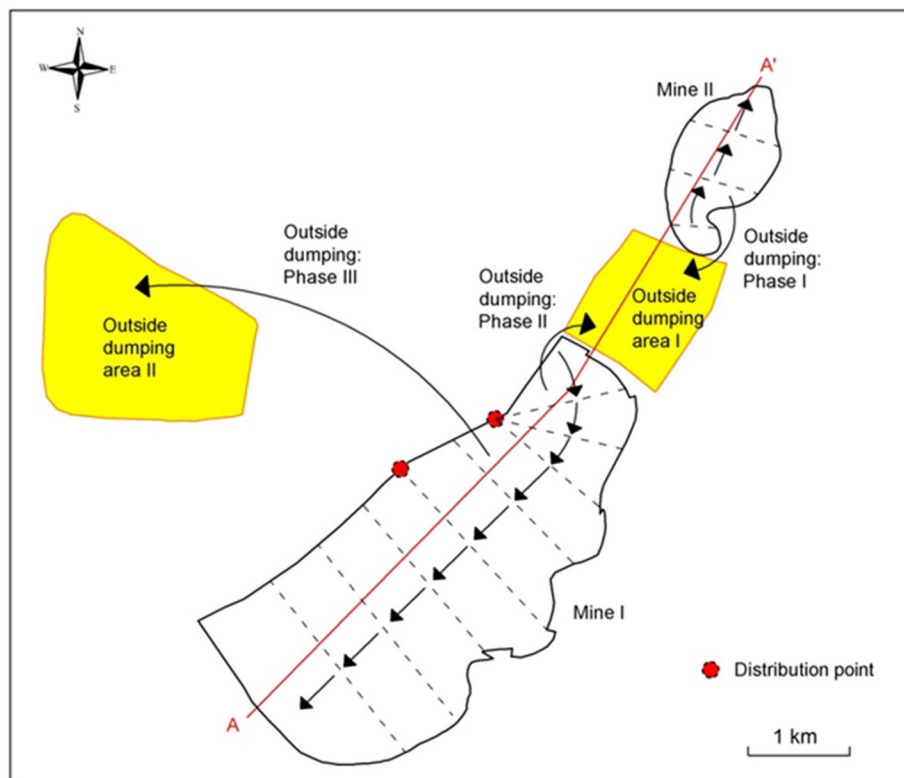 N
W
E
S
A'
Mine II
Outside
dumping:
Phase III
Outside
dumping:
Phase II
Outside
dumping:
Phase I
Outside
dumping
area I
Outside
dumping
area II
Mine I
A
Distribution point
1 km